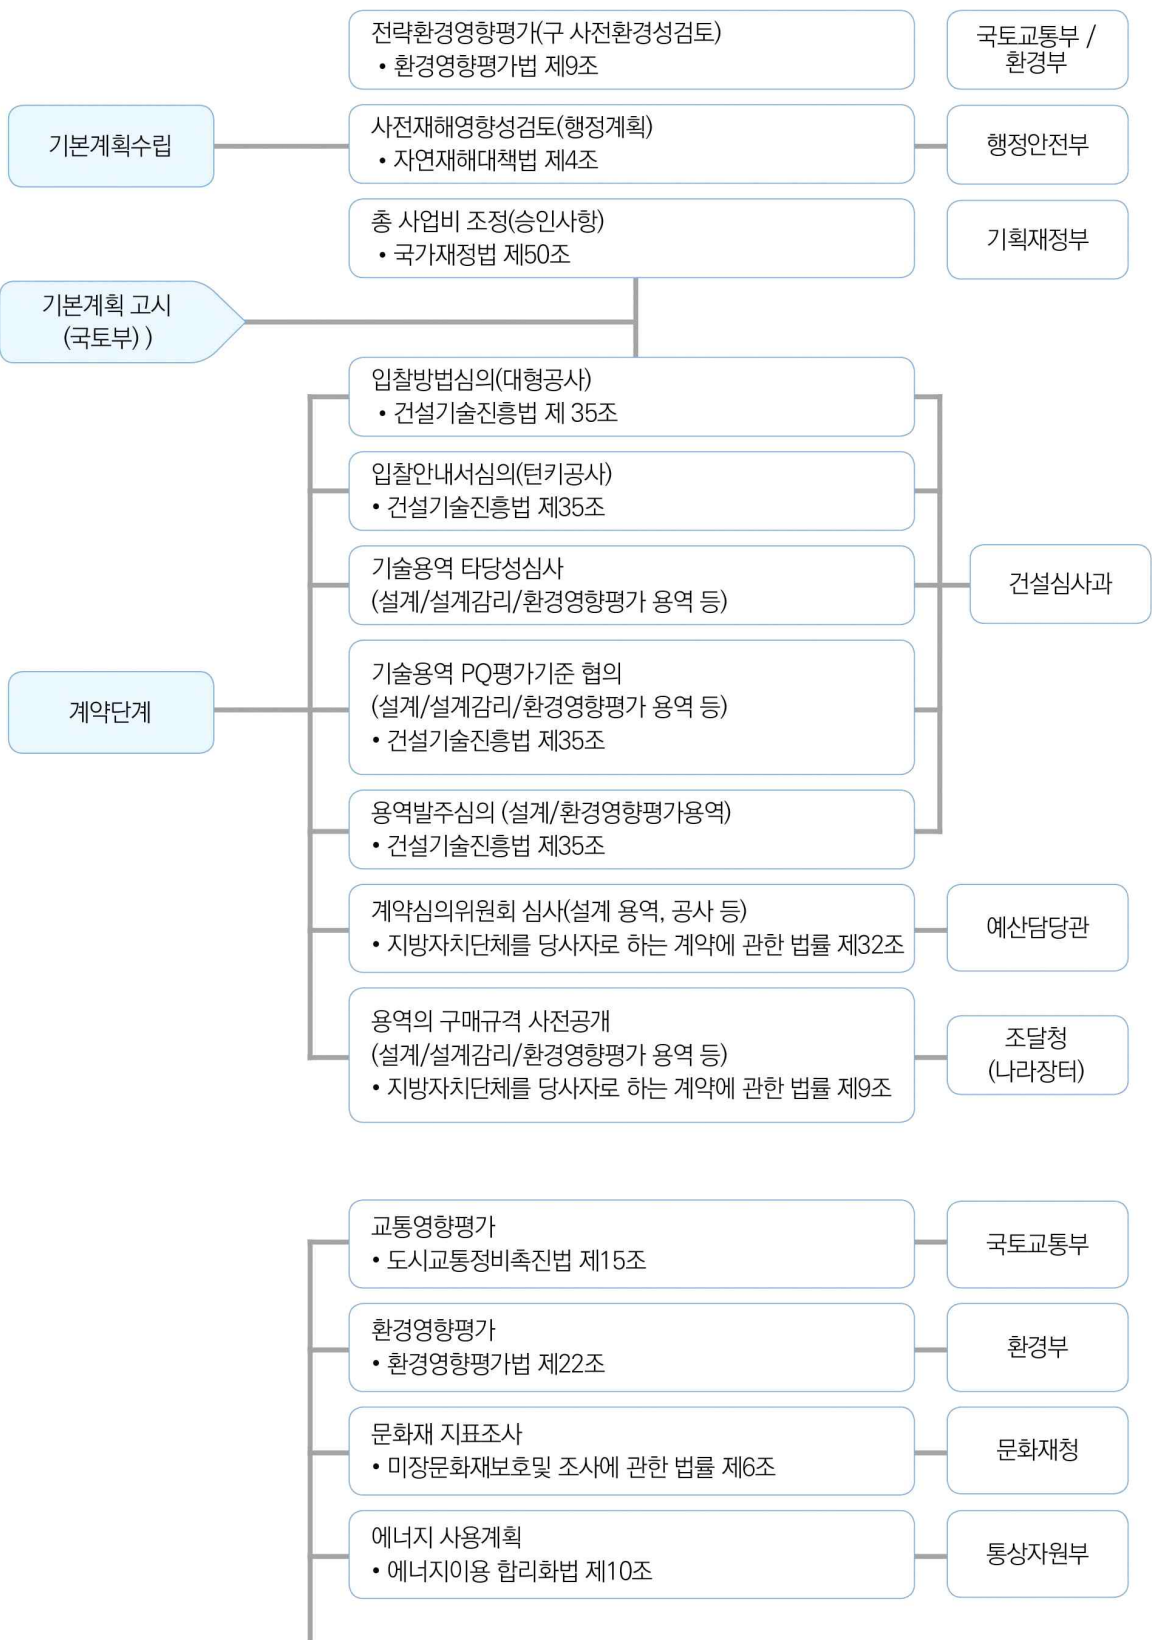 전략환경영향평가(구 사전환경성검토)
• 환경영향평가법 제9조
국토교통부 /
환경부
기본계획수립
사전재해영향성검토(행정계획)
• 자연재해대책법 제4조
행정안전부
총 사업비 조정(승인사항)
• 국가재정법 제50조
기획재정부
기본계획 고시
(국토부) )
입찰방법심의(대형공사)
• 건설기술진흥법 제 35조
입찰안내서심의(턴키공사)
• 건설기술진흥법 제35조
기술용역 타당성심사
(설계/설계감리/환경영향평가 용역 등)
건설심사과
계약단계
기술용역 PQ평가기준 협의
(설계/설계감리/환경영향평가 용역 등)
• 건설기술진흥법 제35조
용역발주심의 (설계/환경영향평가용역)
• 건설기술진흥법 제35조
계약심의위원회 심사(설계 용역, 공사 등)
• 지방자치단체를 당사자로 하는 계약에 관한 법률 제32조
예산담당관
용역의 구매규격 사전공개
(설계/설계감리/환경영향평가 용역 등)
• 지방자치단체를 당사자로 하는 계약에 관한 법률 제9조
조달청
(나라장터)
교통영향평가
• 도시교통정비촉진법 제15조
국토교통부
환경영향평가
• 환경영향평가법 제22조
환경부
문화재 지표조사
• 미장문화재보호및 조사에 관한 법률 제6조
문화재청
에너지 사용계획
• 에너지이용 합리화법 제10조
통상자원부